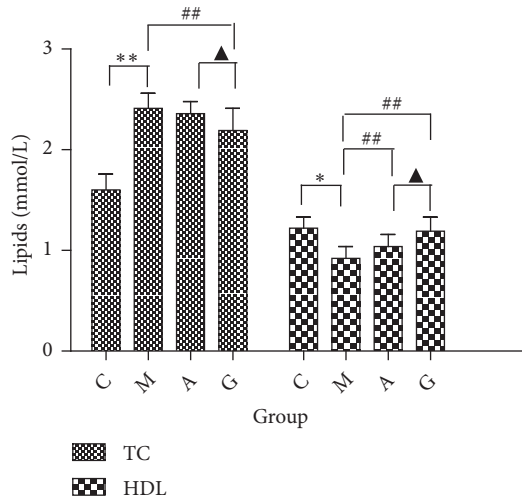 ##
3
**
▲
##
2
##
*
▲
1
0
Lipids (mmol/L)
C M A G C M A G
Group
TC
HDL